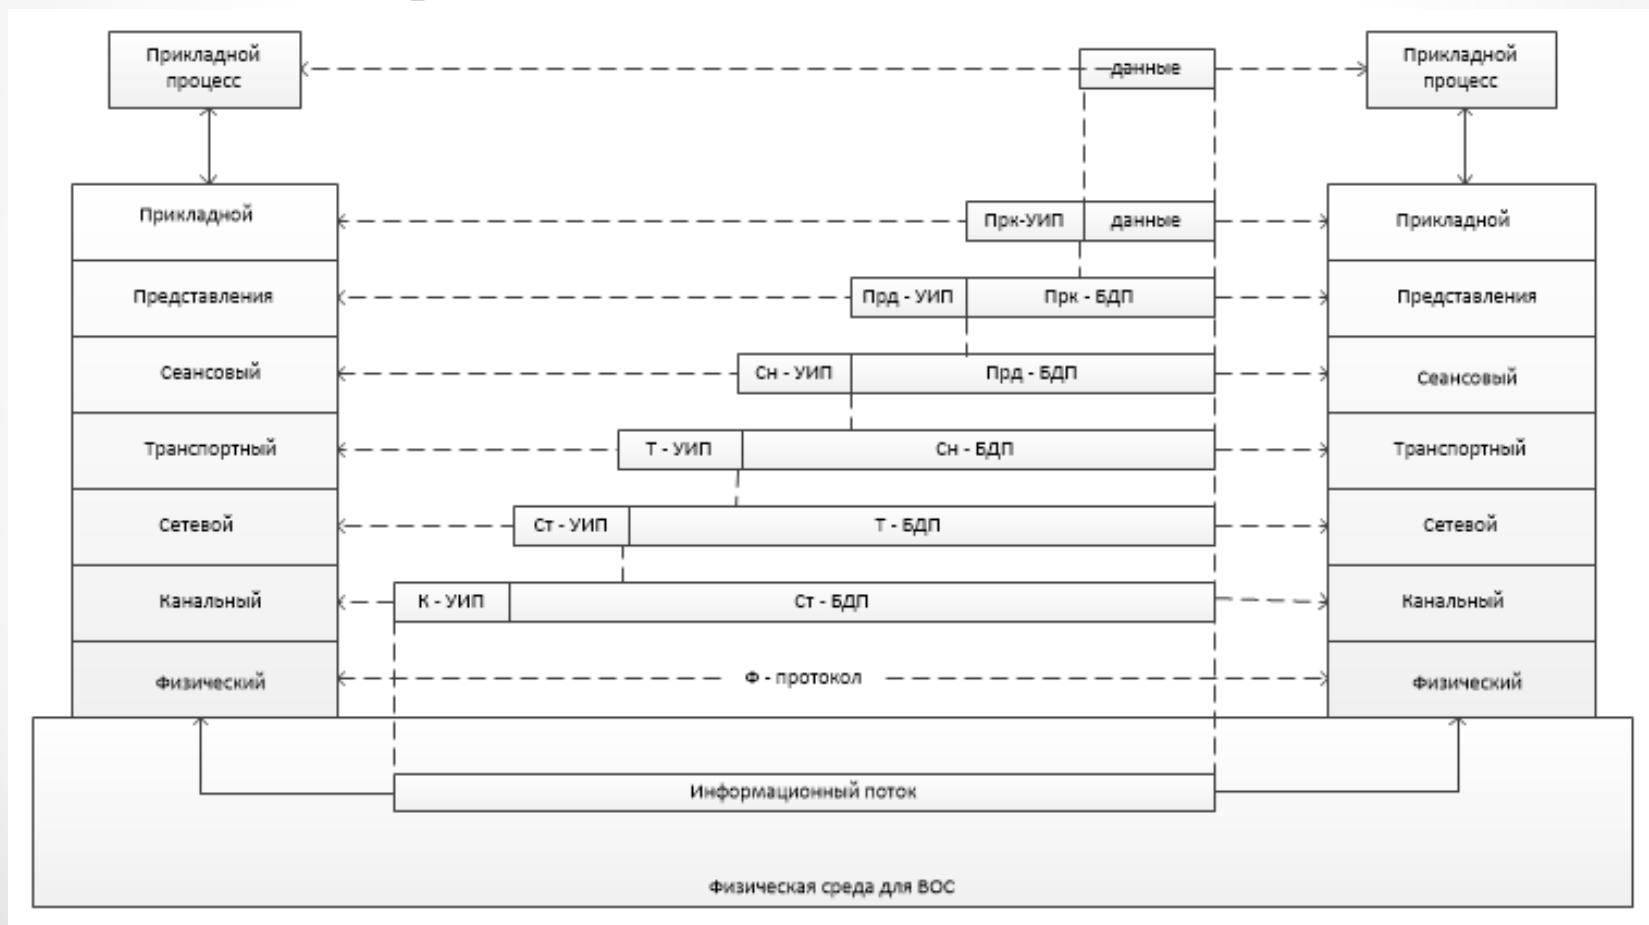 Прикладной
процесс
данные
Прикладной
процесс
Прикладной
Прк-УИП
данные
Прикладной
Представления
Прд - УИП
Прк - БДП
Представления
Сеансовый
Сн - УИП
Прд - БДП
Сеансовый
Транспортный
Т - УИП
Сн - БДП
Транспортный
Сетевой
Ст - УИП
Т - БДП
Сетевой
Канальный
К - УИП
Ст - БДП
Канальный
Физический
Ф - протокол
Физический
Информационный поток
Физическая среда для ВОС